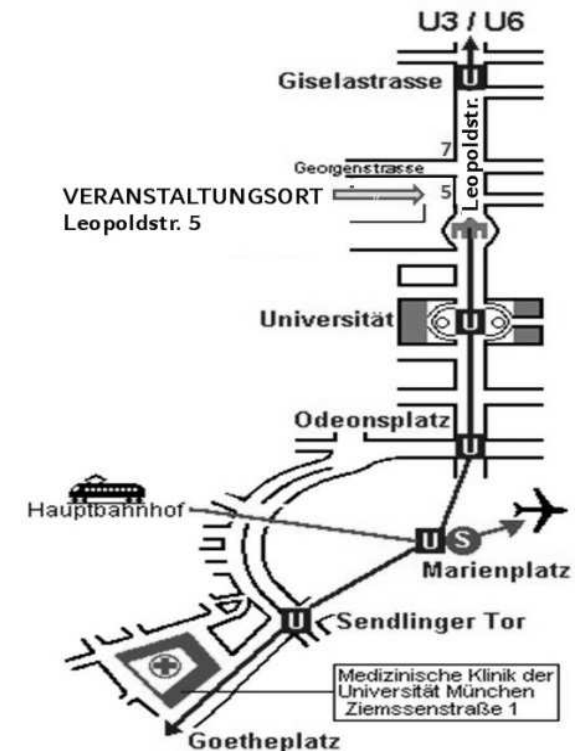 U3 / U6
U
Giselastrasse
Leopoldstr.
7
Georgenstrasse
VERANSTALTUNGSORT
5
Leopoldstr. 5
Universität
U
Odeonsplatz
U
Hauptbahnhof
U S
Marienplatz
U
Sendlinger Tor
Medizinische Klinik der
Universität München
Ziemssenstraße 1
Goetheplatz